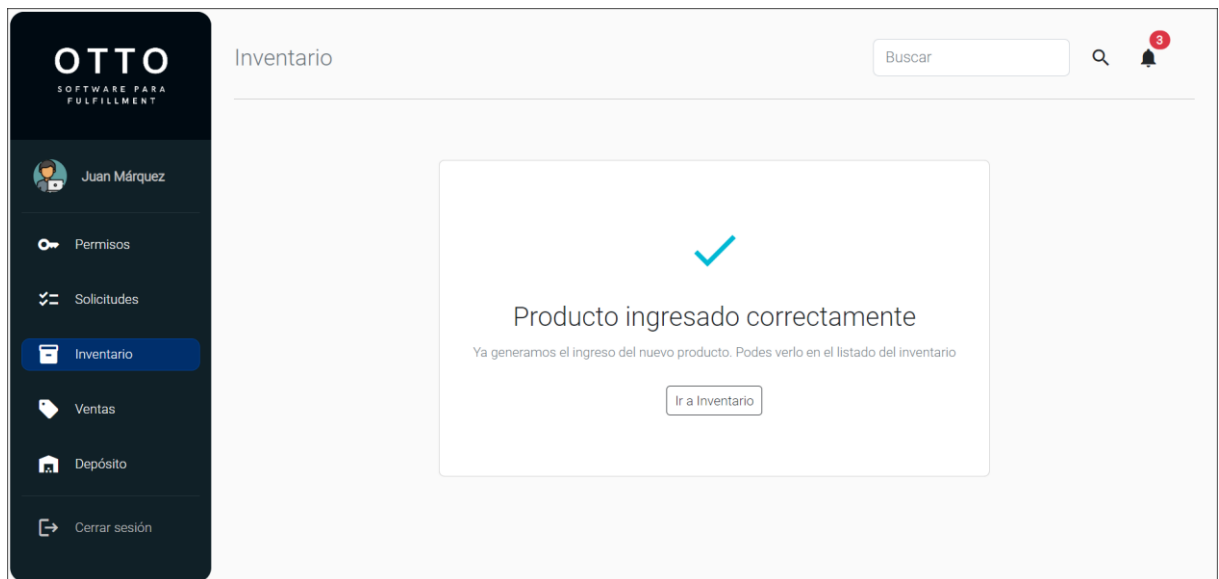 OTTO
SOFTWARE PARA
FULFILLMENT
Juan Márquez
Permisos
Solicitudes
Inventario
Ventas
Depósito
Cerrar sesión
Inventario
Buscar
3
Producto ingresado correctamente
Ya generamos el ingreso del nuevo producto. Podes verlo en el listado del inventario
Ir a Inventario